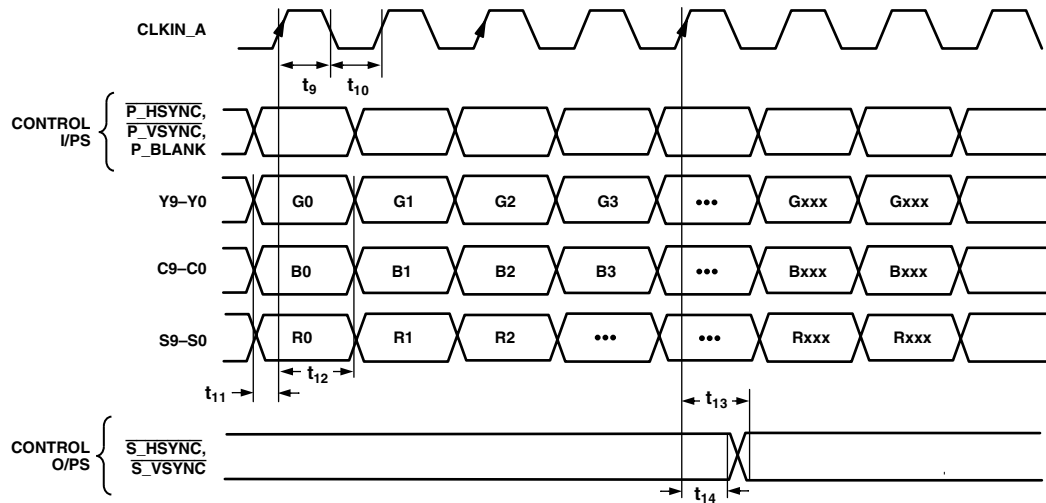 CLKIN_A
t9 t10
CONTROL I/PS
P_HSYNC,
P_VSYNC,
P_BLANK
Y9–Y0 G0 G1 G2 G3 ••• Gxxx Gxxx
C9–C0 B0 B1 B2 B3 ••• Bxxx Bxxx
S9–S0 R0 R1 R2 ••• ••• Rxxx Rxxx
t11 t12 t13
CONTROL O/PS
S_HSYNC,
S_VSYNC
t14